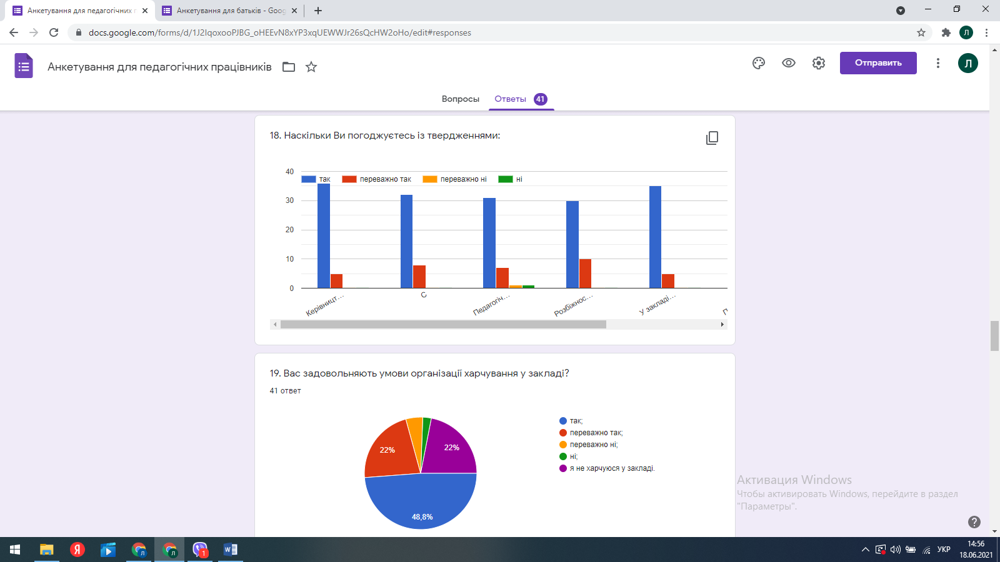 Анкетування для педагогічних п
Анкетування для батьків - Goog
docs.google.com/forms/d/1J2IqoxooPJBG_oHEEvN8xYP3xqUEWWJr26sQcHW2oHo/edit#responses
Л
Анкетування для педагогічних працівників
Отправить
Л
Вопросы
Ответы 41
18. Наскільки Ви погоджуєтесь із твердженнями:
40
30
20
10
0
так
переважно так
переважно ні
ні
Керівницт...
С
Педагогіч...
Розбіжнос...
У закладі...
П
19. Вас задовольняють умови організації харчування у закладі?
41 ответ
22%
22%
48,8%
так;
переважно так;
переважно ні;
ні;
я не харчуюся у закладі.
Активация Windows
Чтобы активировать Windows, перейдите в раздел
"Параметры".
Я
Л
Л
1
УКР
14:56
18.06.2021